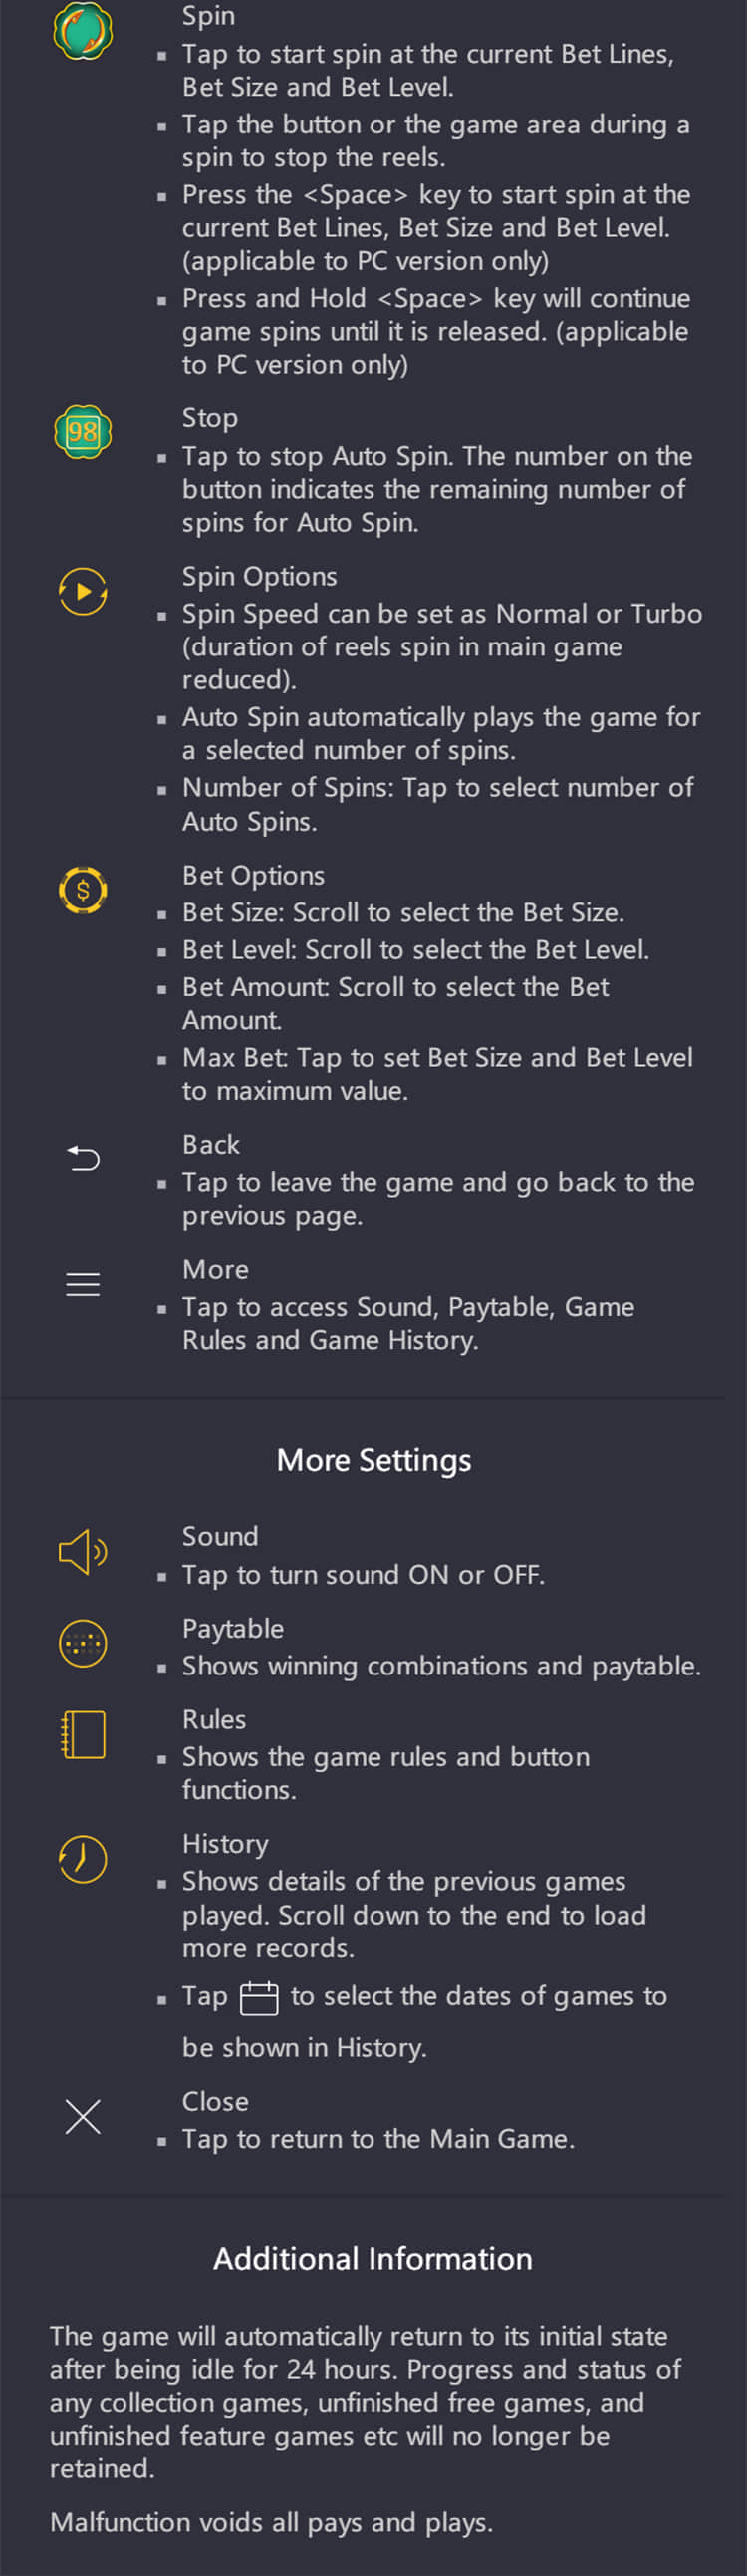 Spin
▪ Tap to start spin at the current Bet Lines,
Bet Size and Bet Level.
▪ Tap the button or the game area during a
spin to stop the reels.
▪ Press the <Space> key to start spin at the
current Bet Lines, Bet Size and Bet Level.
(applicable to PC version only)
▪ Press and Hold <Space> key will continue
game spins until it is released. (applicable
to PC version only)
98
Stop
▪ Tap to stop Auto Spin. The number on the
button indicates the remaining number of
spins for Auto Spin.
Spin Options
▪ Spin Speed can be set as Normal or Turbo
(duration of reels spin in main game
reduced).
▪ Auto Spin automatically plays the game for
a selected number of spins.
▪ Number of Spins: Tap to select number of
Auto Spins.
$
Bet Options
▪ Bet Size: Scroll to select the Bet Size.
▪ Bet Level: Scroll to select the Bet Level.
▪ Bet Amount: Scroll to select the Bet
Amount.
▪ Max Bet: Tap to set Bet Size and Bet Level
to maximum value.
Back
▪ Tap to leave the game and go back to the
previous page.
More
▪ Tap to access Sound, Paytable, Game
Rules and Game History.
More Settings
Sound
▪ Tap to turn sound ON or OFF.
Paytable
▪ Shows winning combinations and paytable.
Rules
▪ Shows the game rules and button
functions.
History
▪ Shows details of the previous games
played. Scroll down to the end to load
more records.
▪ Tap to select the dates of games to
be shown in History.
Close
▪ Tap to return to the Main Game.
Additional Information
The game will automatically return to its initial state
after being idle for 24 hours. Progress and status of
any collection games, unfinished free games, and
unfinished feature games etc will no longer be
retained.
Malfunction voids all pays and plays.